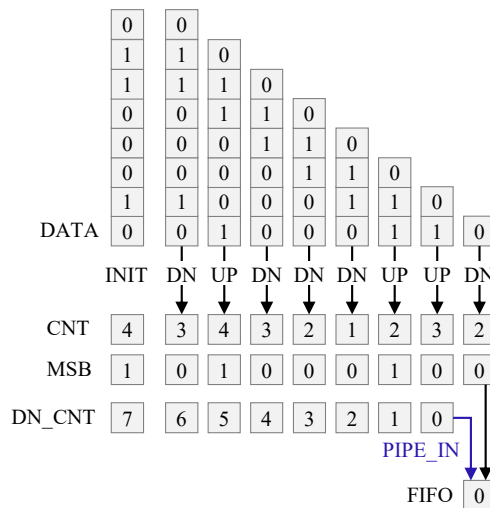 0 0
1 1 0
1 1 1 0
0 0 1 1 0
0 0 0 1 1 0
0 0 0 0 1 1 0
1 1 0 0 0 1 1 0
DATA 0 0 1 0 0 0 1 1 0
INIT DN UP DN DN DN UP UP DN
CNT 4 3 4 3 2 1 2 3 2
MSB 1 0 1 0 0 0 1 0 0
DN_CNT 7 6 5 4 3 2 1 0
PIPE_IN
FIFO 0